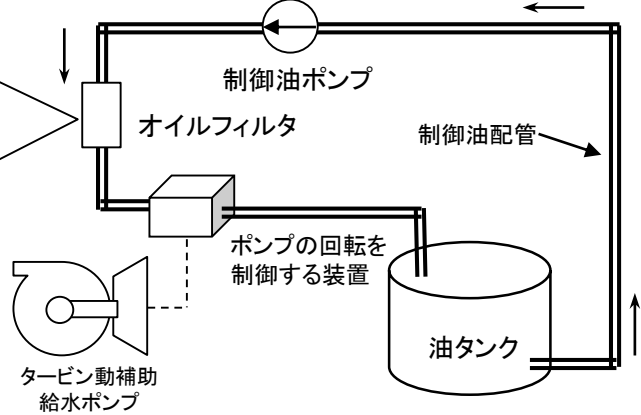 制御油ポンプ
オイルフィルタ
制御油配管
ポンプの回転を
制御する装置
油タンク
タービン動補助
給水ポンプ